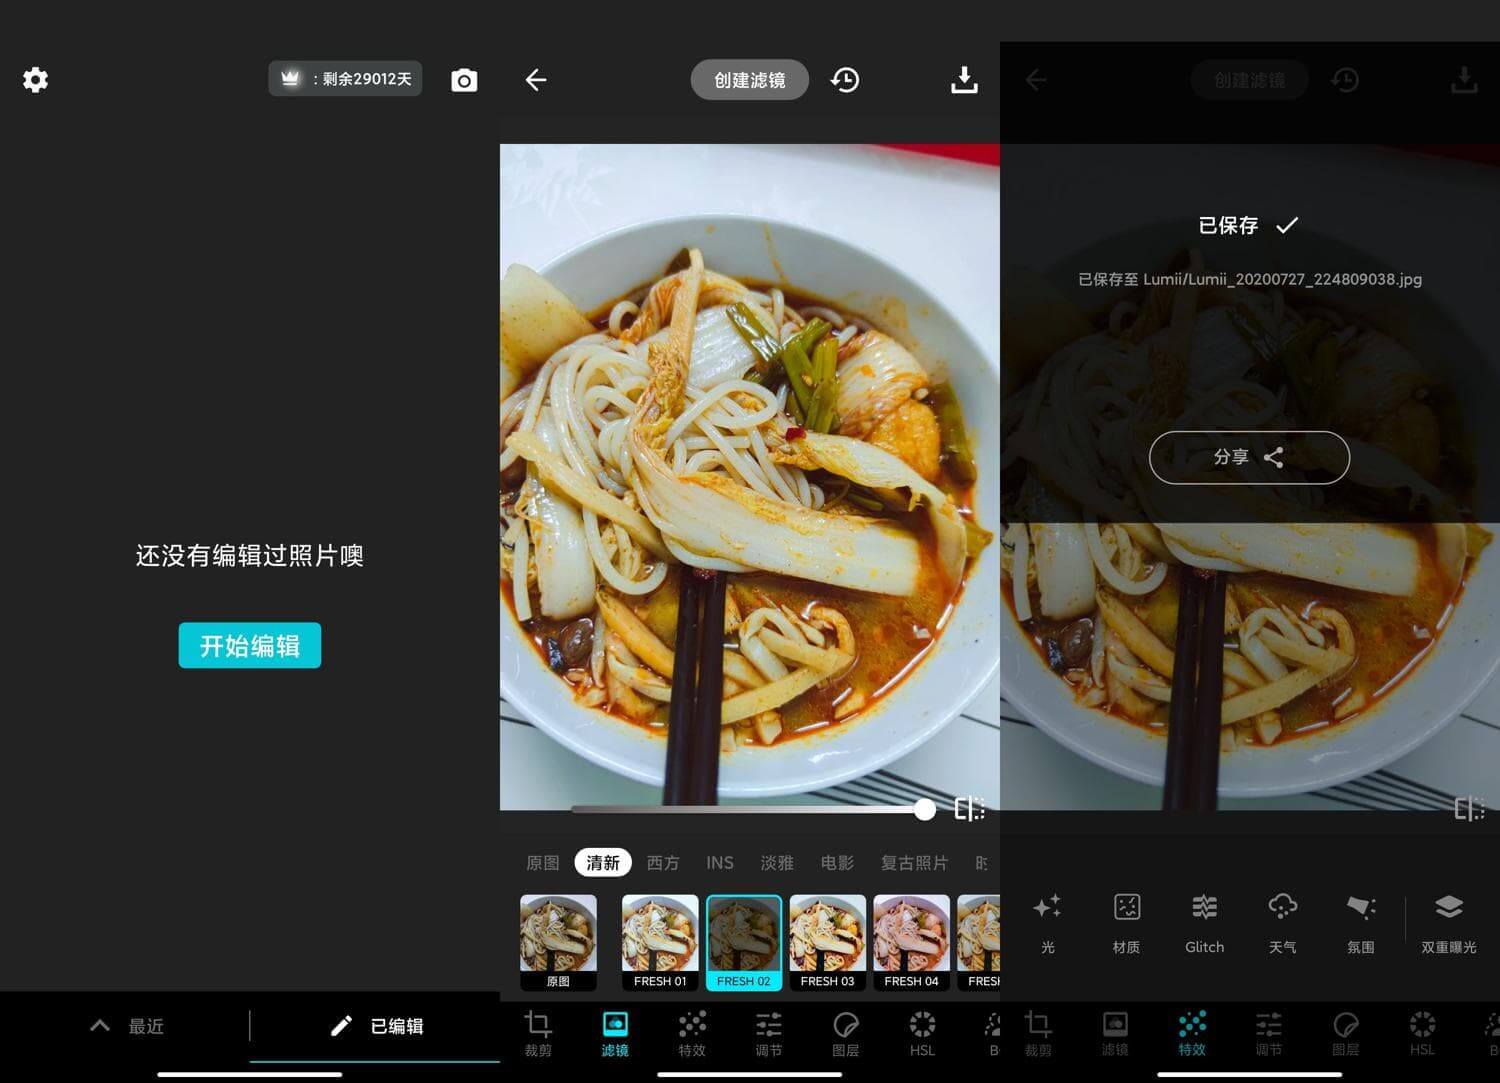 ：剩余29012天
还没有编辑过照片噢
开始编辑
最近
已编辑
创建滤镜
原图 清新 西方 INS 淡雅 电影 复古照片 时
原图 FRESH 01 FRESH 02 FRESH 03 FRESH 04 FRESH
裁剪 滤镜 特效 调节 图层 HSL B
创建滤镜
已保存
已保存至 Lumii/Lumii_20200727_224809038.jpg
分享
光 材质 Glitch 天气 氛围 双重曝光
裁剪 滤镜 特效 调节 图层 HSL B